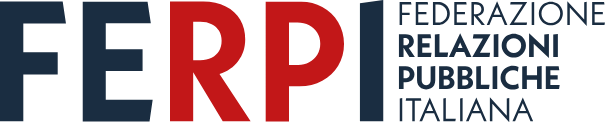 FERPI
FEDERAZIONE
RELAZIONI
PUBBLICHE
ITALIANA